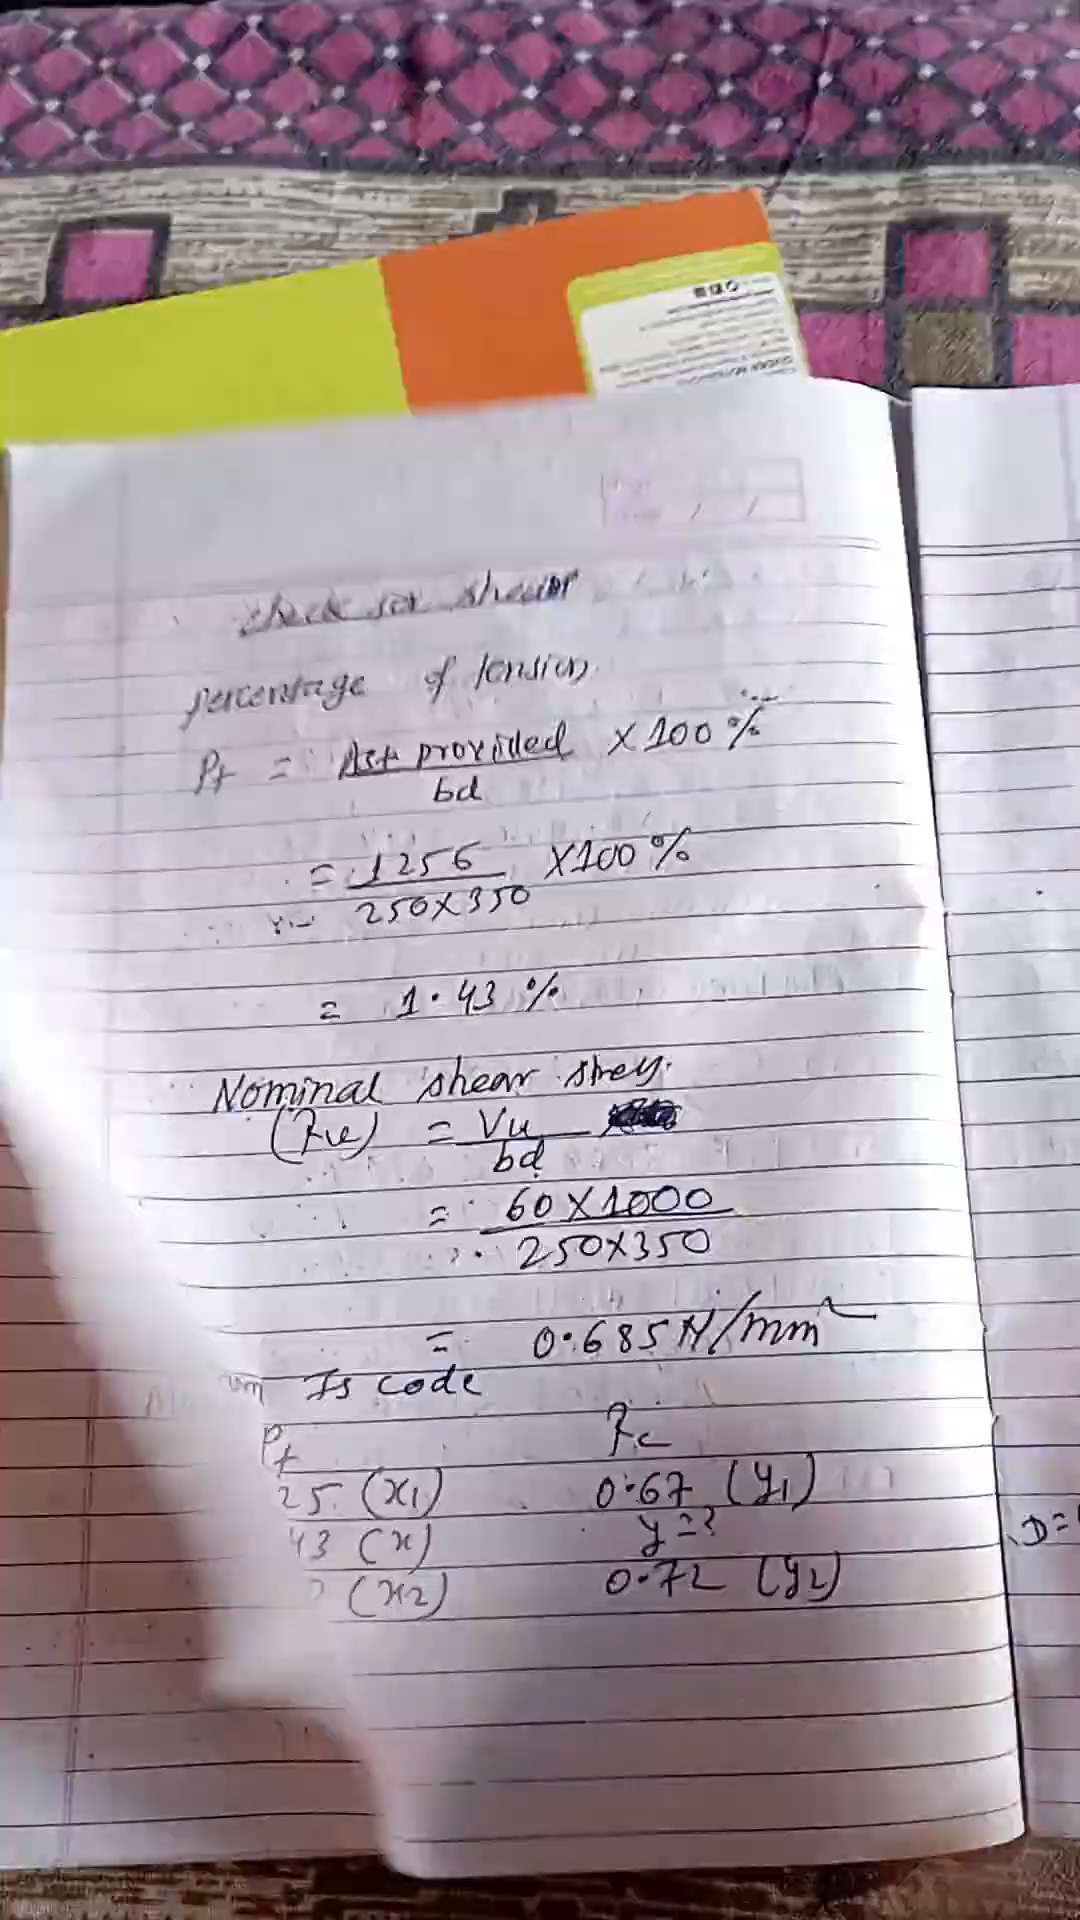 check for shear
percentage of tension
Pt = Ast provided / bd × 100 %
= 1256 / 250×350 ×100 %
= 1.43 %
Nominal shear stress.
(τv) = Vu / bd
= 60×1000 / 250×350
= 0.685 N/mm²
Is code
Pt τc
25 (x1) 0.67 (y1)
43 (x) y=?
(x2) 0.72 (y2)
D=